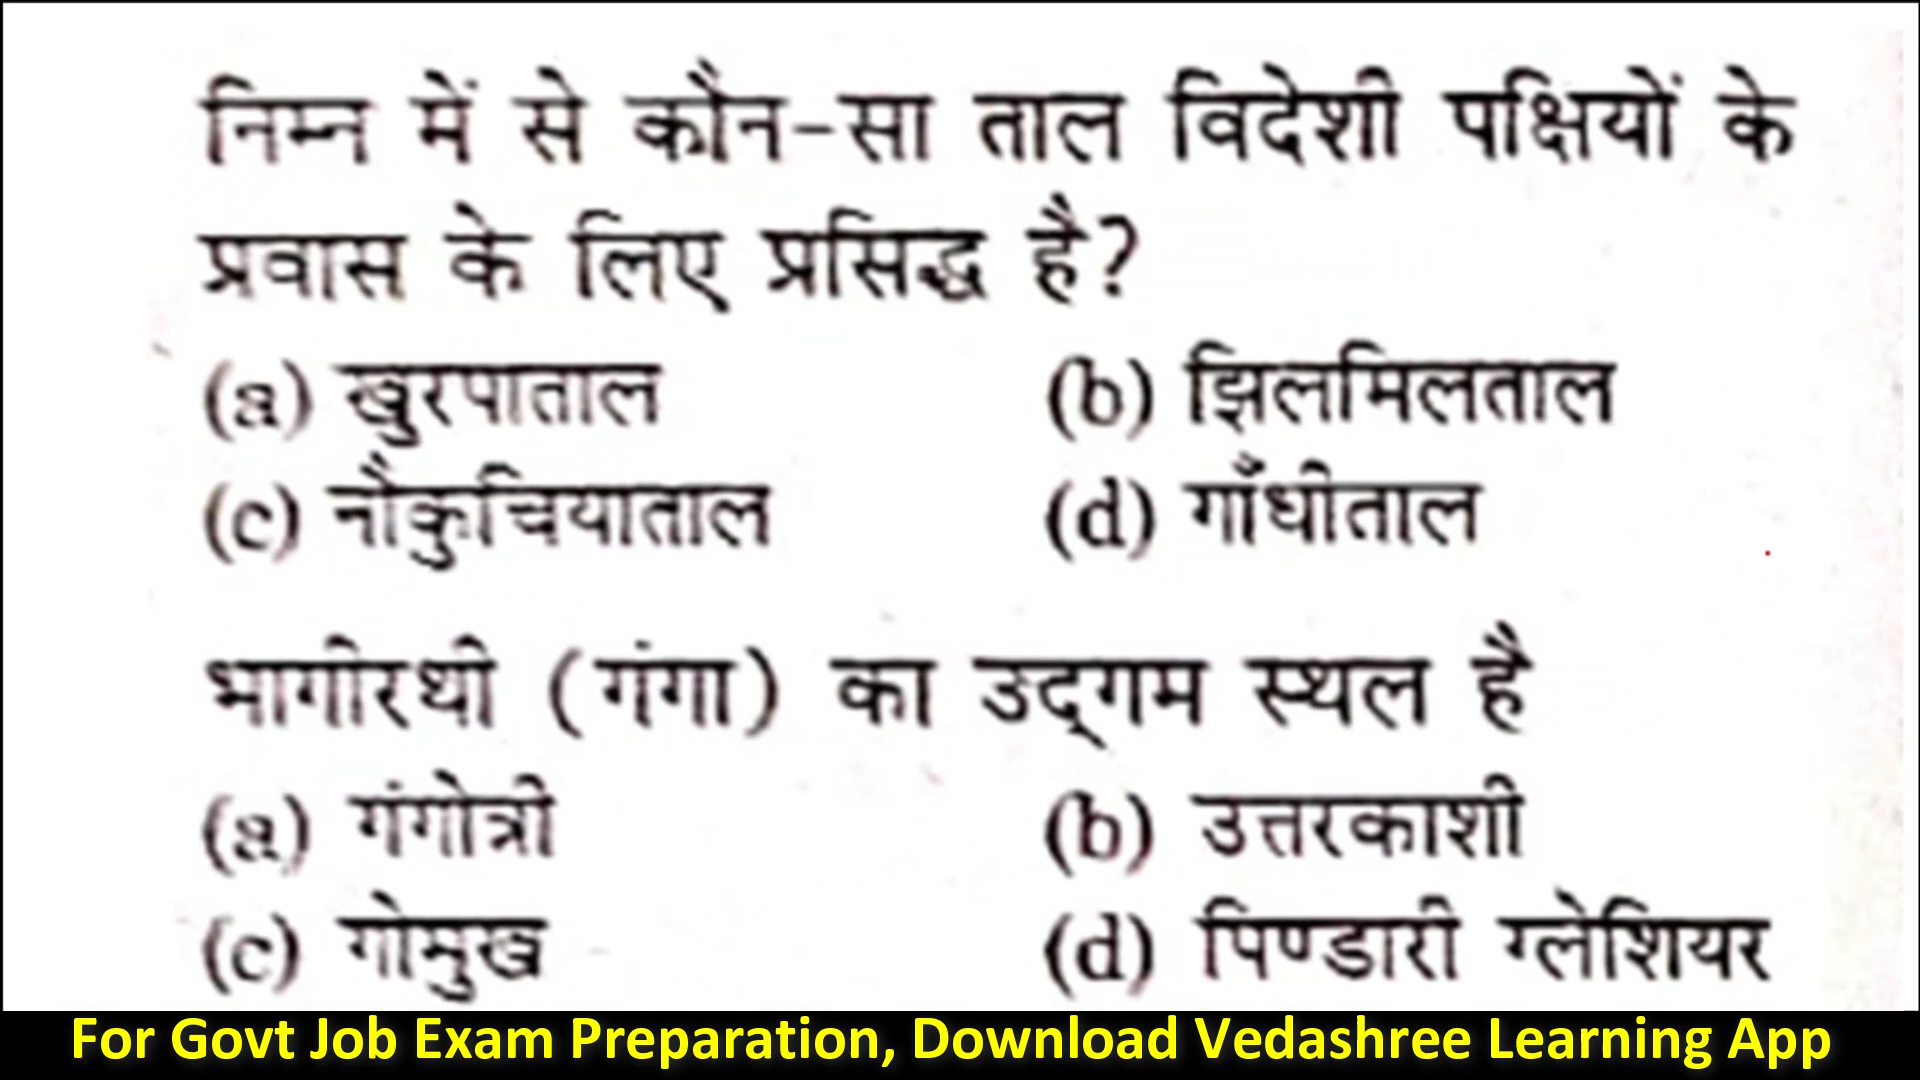 निम्न में से कौन-सा ताल विदेशी पक्षियों के
प्रवास के लिए प्रसिद्ध है?
(a) खुरपाताल (b) झिलमिलताल
(c) नौकुचियाताल (d) गाँधीताल
भागीरथी (गंगा) का उद्‌गम स्थल है
(a) गंगोत्री (b) उत्तरकाशी
(c) गोमुख (d) पिण्डारी ग्लेशियर
For Govt Job Exam Preparation, Download Vedashree Learning App